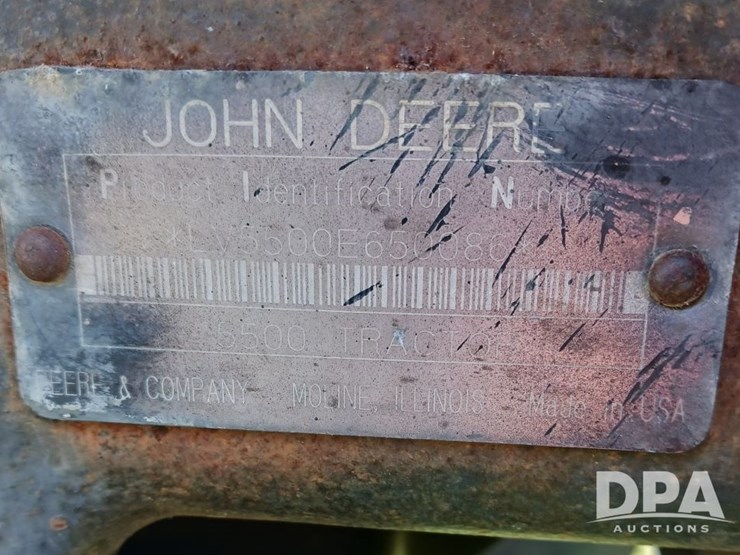 JOHN DEERE
Product Identification Number
5500 TRACTOR
DEERE & COMPANY MOLINE, ILLINOIS Made in USA
DPA
AUCTIONS